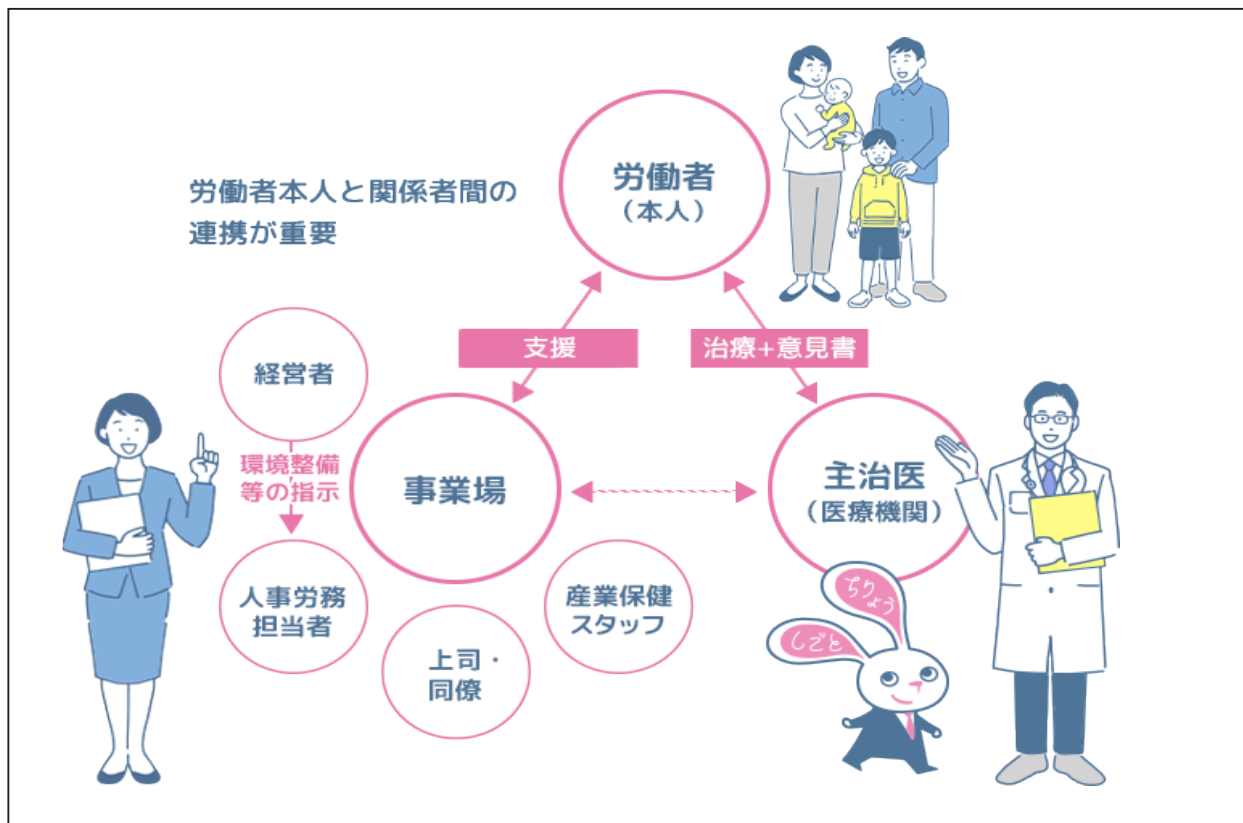 労働者
（本人）
労働者本人と関係者間の
連携が重要
支援
治療+意見書
経営者
環境整備
等の指示
事業場
主治医
（医療機関）
人事労務
担当者
産業保健
スタッフ
上司・
同僚
ちりょう
しごと